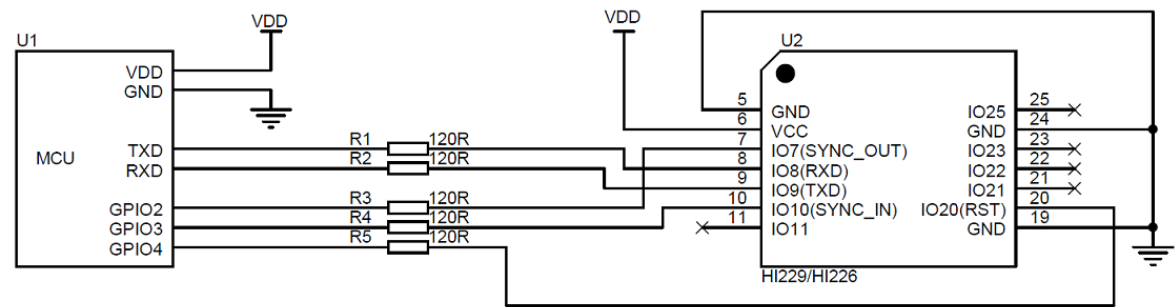 VDD VDD
U1 U2
VDD
GND
5 GND IO25 25
6 VCC GND 24
TXD R1 120R 7 IO7(SYNC_OUT) IO23 23
RXD R2 120R 8 IO8(RXD) IO22 22
MCU
9 IO9(TXD) IO21 21
GPIO2 R3 120R 10 IO10(SYNC_IN) IO20(RST) 20
GPIO3 R4 120R 11 IO11 GND 19
GPIO4 R5 120R
HI229/HI226